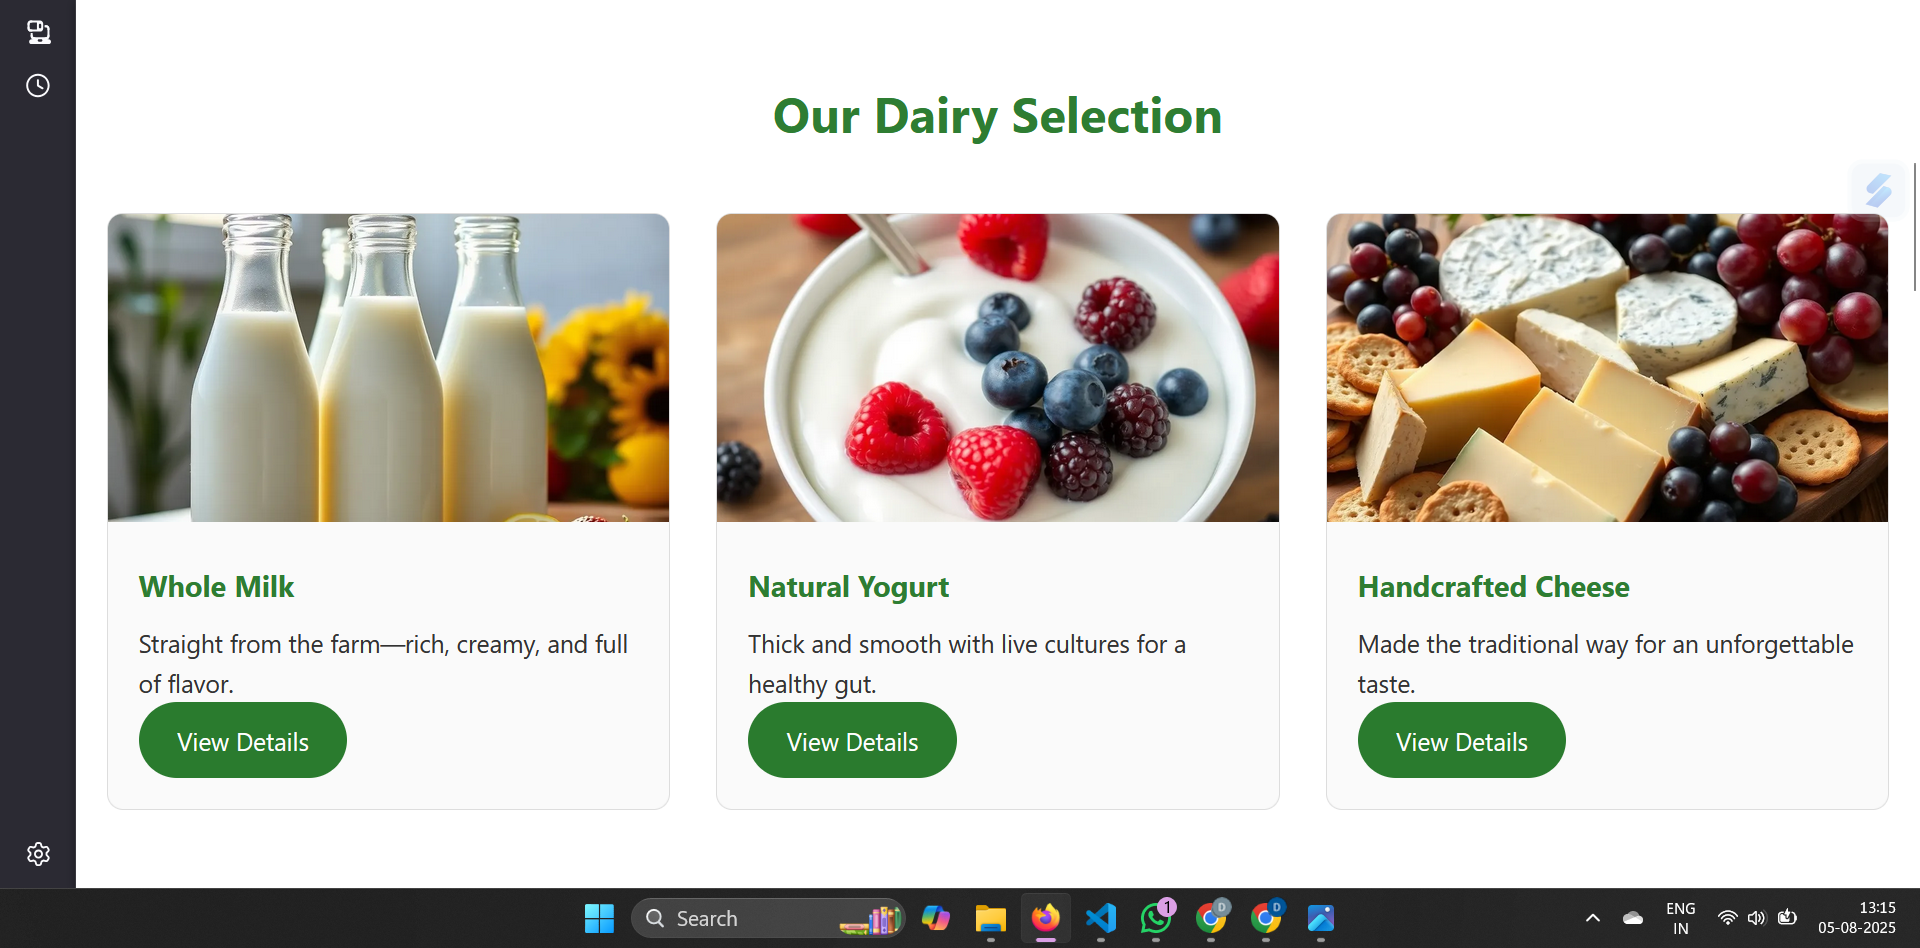 Our Dairy Selection
Whole Milk
Straight from the farm—rich, creamy, and full
of flavor.
View Details
Natural Yogurt
Thick and smooth with live cultures for a
healthy gut.
View Details
Handcrafted Cheese
Made the traditional way for an unforgettable
taste.
View Details
Search
1
D
D
ENG
IN
13:15
05-08-2025